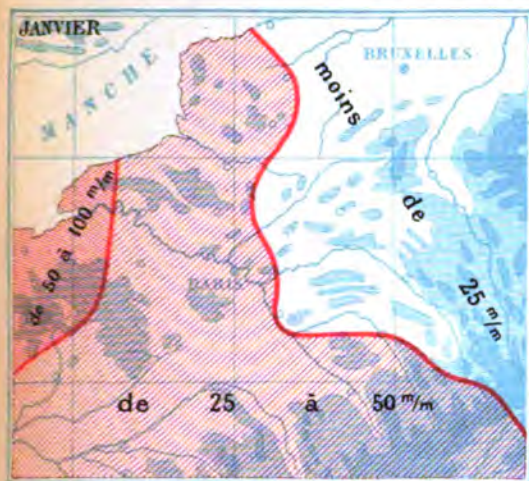 JANVIER
MANCHE
BRUXELLES
moins de 25 m/m
de 50 à 100 m/m
PARIS
de 25 à 50 m/m